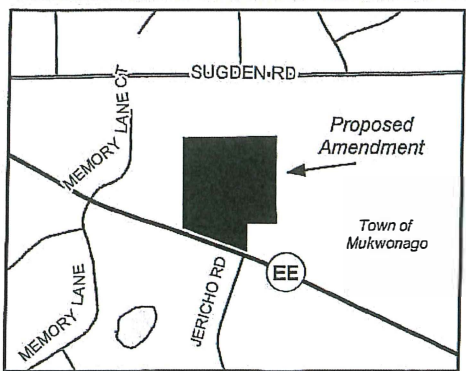 SUGDEN RD
MEMORY LANE CT
Proposed
Amendment
Town of
Mukwonago
EE
JERICHO RD
MEMORY LANE